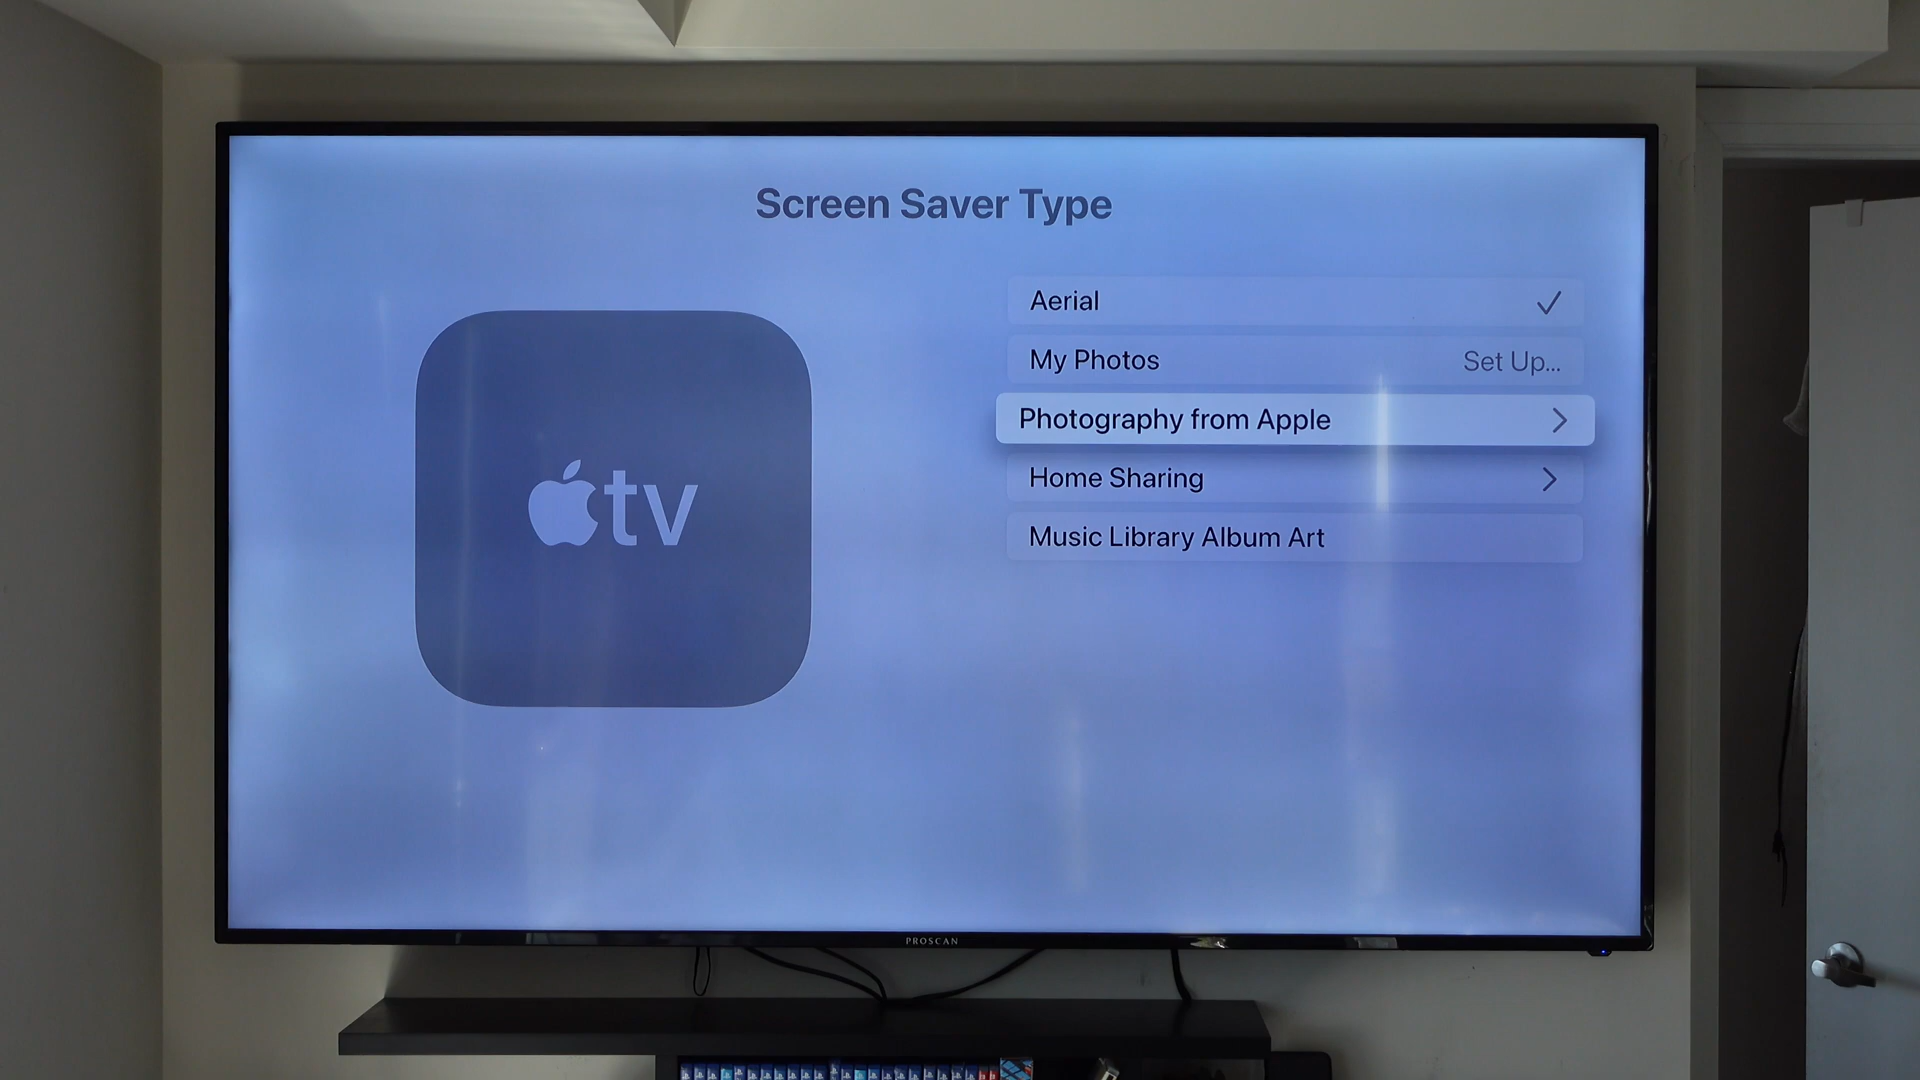 Screen Saver Type
Aerial
My Photos Set Up...
Photography from Apple
Home Sharing
Music Library Album Art
tv
PROSCAN